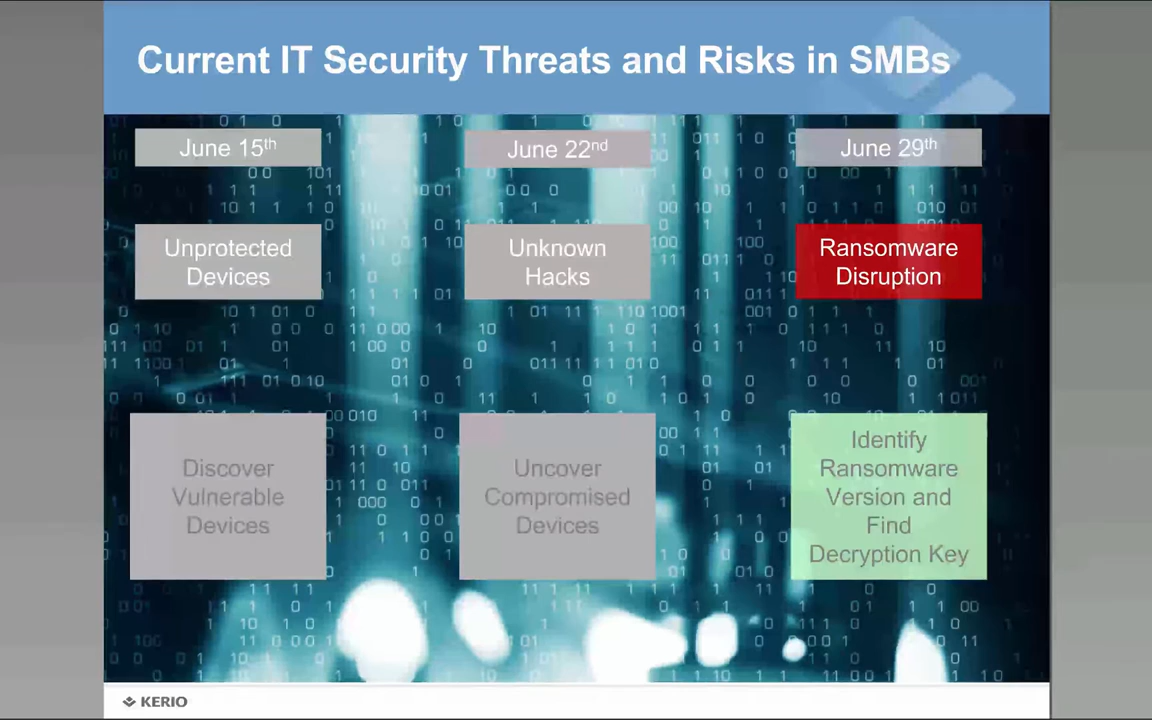 Current IT Security Threats and Risks in SMBs
June 15th
June 22nd
June 29th
Unprotected
Devices
Unknown
Hacks
Ransomware
Disruption
Discover
Vulnerable
Devices
Uncover
Compromised
Devices
Identify
Ransomware
Version and
Find
Decryption Key
KERIO